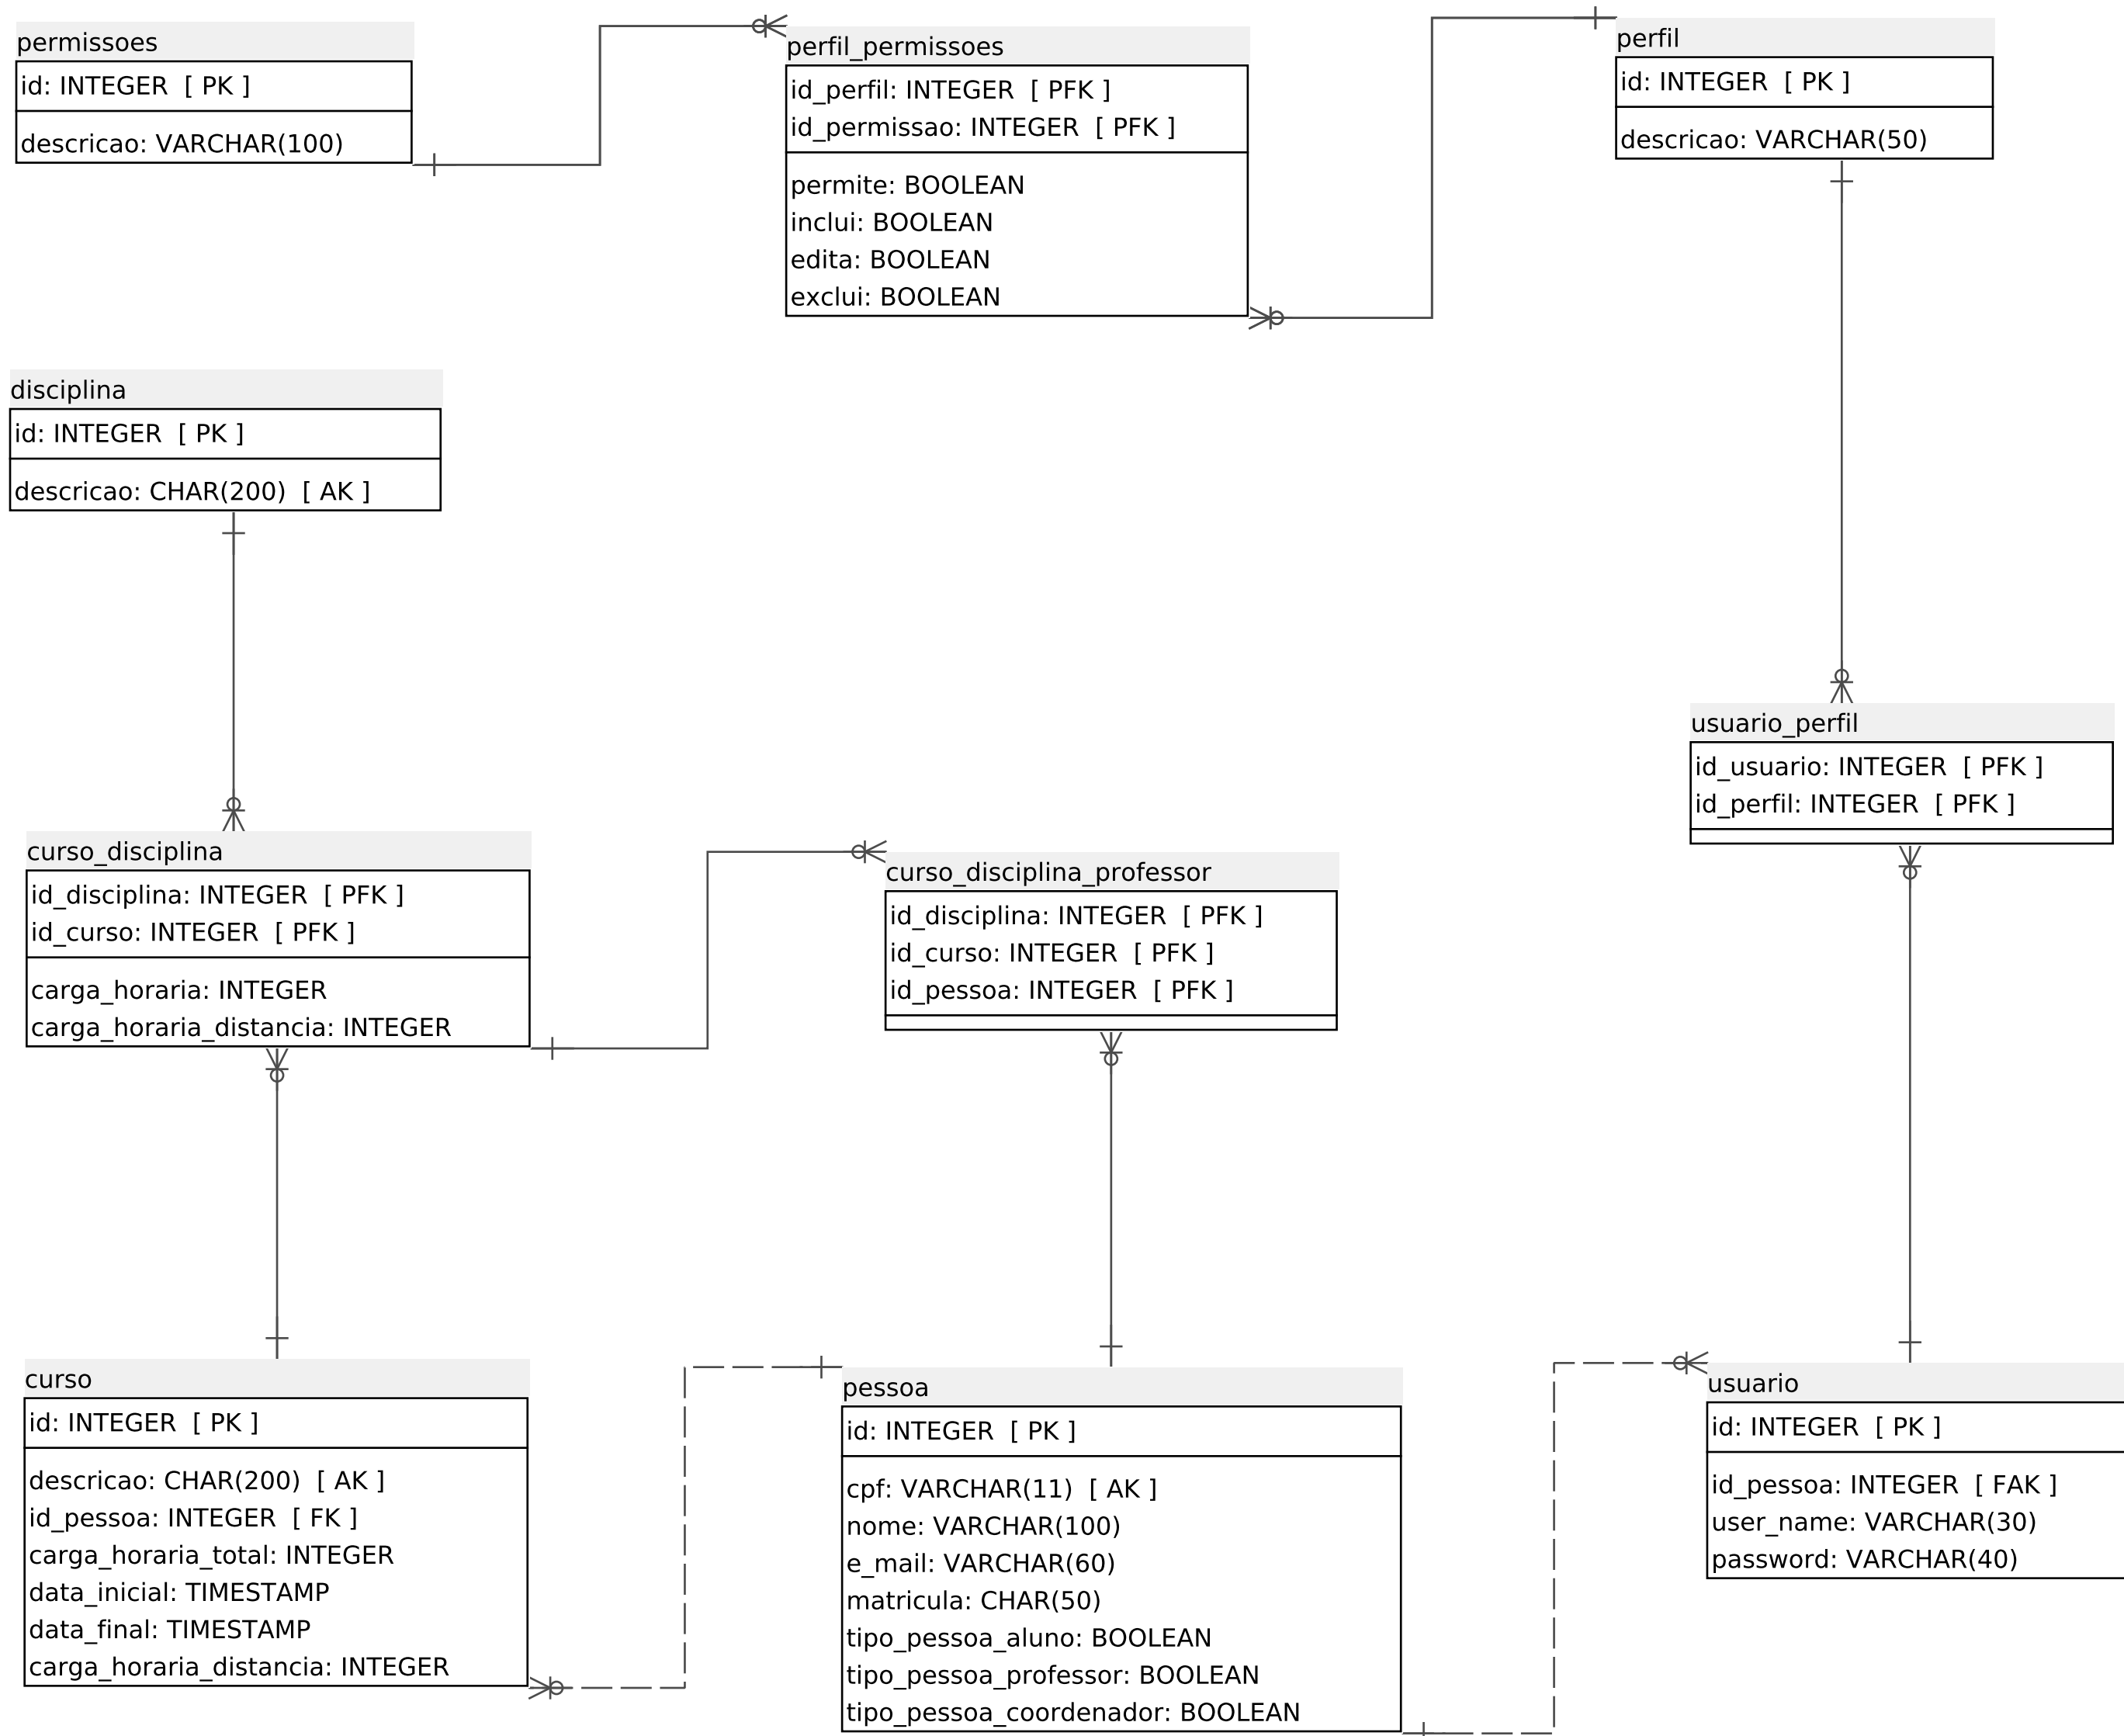 permissoes
id: INTEGER [ PK ]
descricao: VARCHAR(100)
perfil_permissoes
id_perfil: INTEGER [ PFK ]
id_permissao: INTEGER [ PFK ]
permite: BOOLEAN
inclui: BOOLEAN
edita: BOOLEAN
exclui: BOOLEAN
perfil
id: INTEGER [ PK ]
descricao: VARCHAR(50)
disciplina
id: INTEGER [ PK ]
descricao: CHAR(200) [ AK ]
usuario_perfil
id_usuario: INTEGER [ PFK ]
id_perfil: INTEGER [ PFK ]
curso_disciplina
id_disciplina: INTEGER [ PFK ]
id_curso: INTEGER [ PFK ]
carga_horaria: INTEGER
carga_horaria_distancia: INTEGER
curso_disciplina_professor
id_disciplina: INTEGER [ PFK ]
id_curso: INTEGER [ PFK ]
id_pessoa: INTEGER [ PFK ]
curso
id: INTEGER [ PK ]
descricao: CHAR(200) [ AK ]
id_pessoa: INTEGER [ FK ]
carga_horaria_total: INTEGER
data_inicial: TIMESTAMP
data_final: TIMESTAMP
carga_horaria_distancia: INTEGER
pessoa
id: INTEGER [ PK ]
cpf: VARCHAR(11) [ AK ]
nome: VARCHAR(100)
e_mail: VARCHAR(60)
matricula: CHAR(50)
tipo_pessoa_aluno: BOOLEAN
tipo_pessoa_professor: BOOLEAN
tipo_pessoa_coordenador: BOOLEAN
usuario
id: INTEGER [ PK ]
id_pessoa: INTEGER [ FAK ]
user_name: VARCHAR(30)
password: VARCHAR(40)